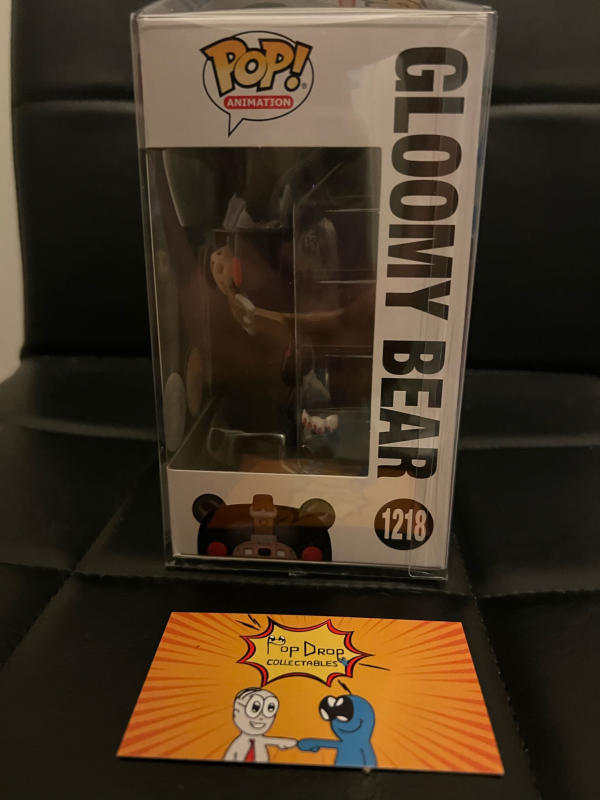 POP!
ANIMATION
GLOOMY BEAR
1218
Pop Drop
COLLECTABLES